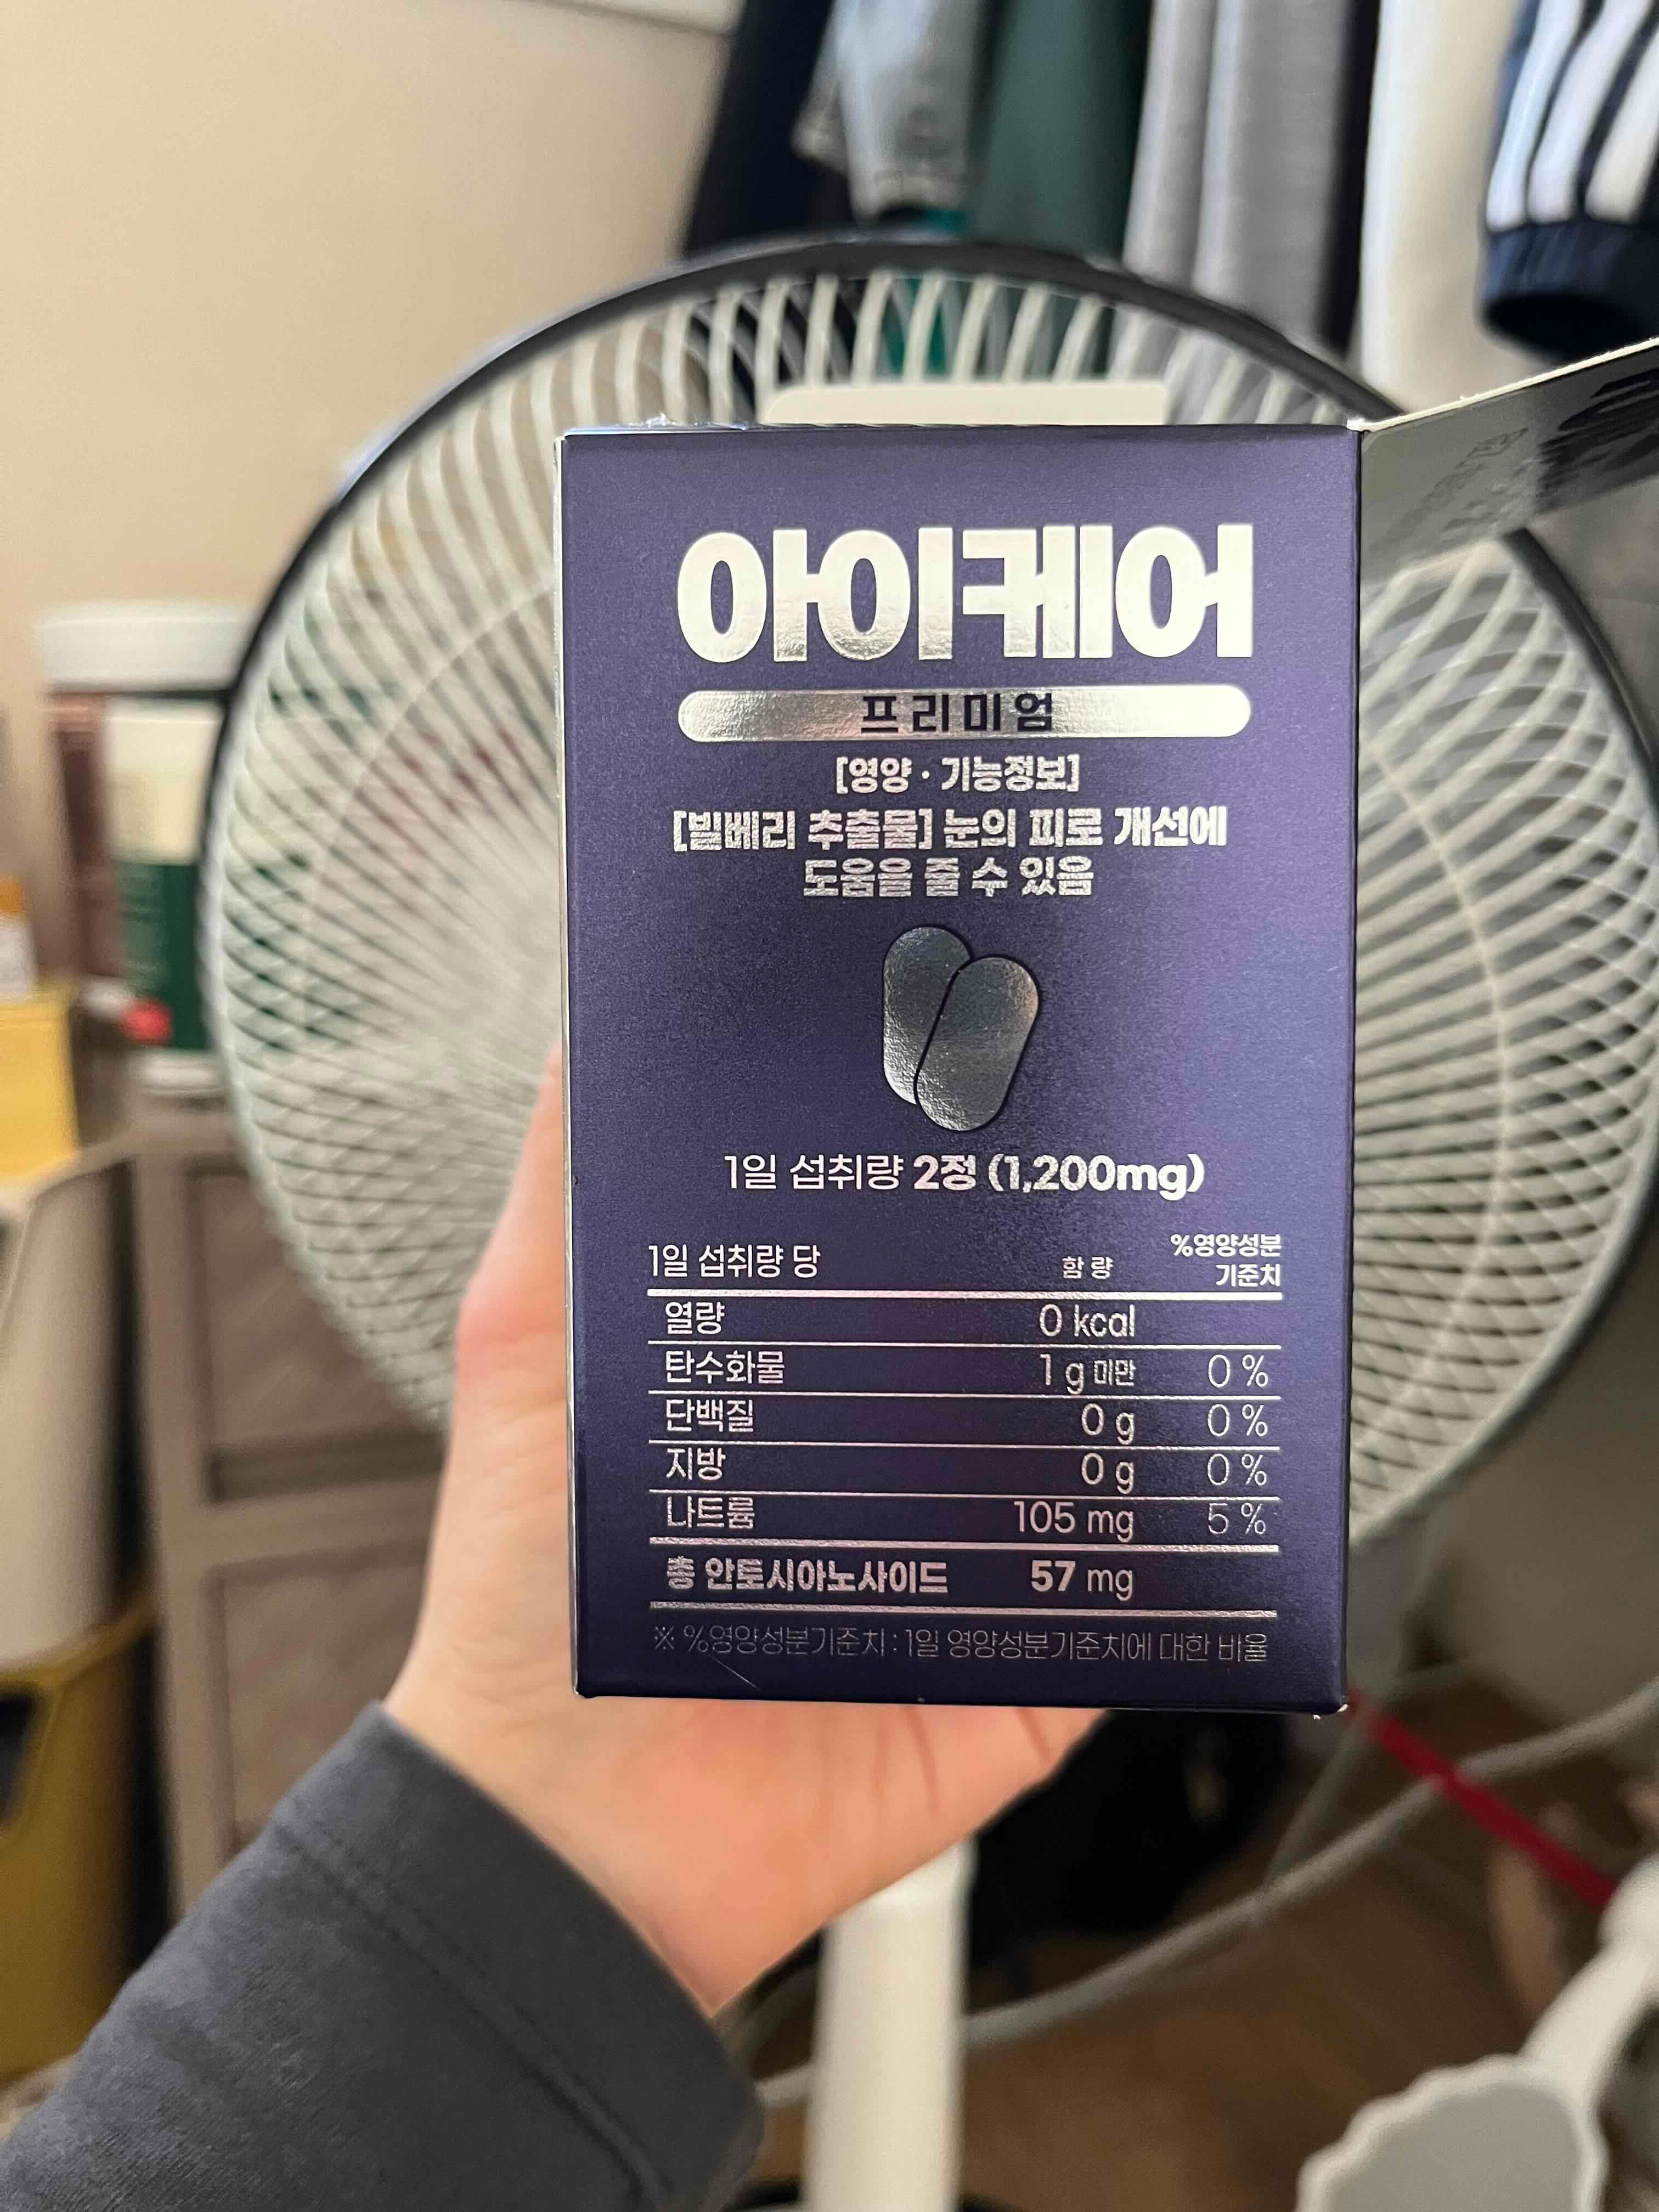 아이케어
프리미엄
[영양·기능정보]
[빌베리 추출물] 눈의 피로 개선에
도움을 줄 수 있음
1일 섭취량 2정 (1,200mg)
1일 섭취량 당 함량 %영양성분
기준치
열량 0 kcal
탄수화물 1 g 미만 0 %
단백질 0 g 0 %
지방 0 g 0 %
나트륨 105 mg 5 %
총 안토시아노사이드 57 mg
※ %영양성분기준치 : 1일 영양성분기준치에 대한 비율